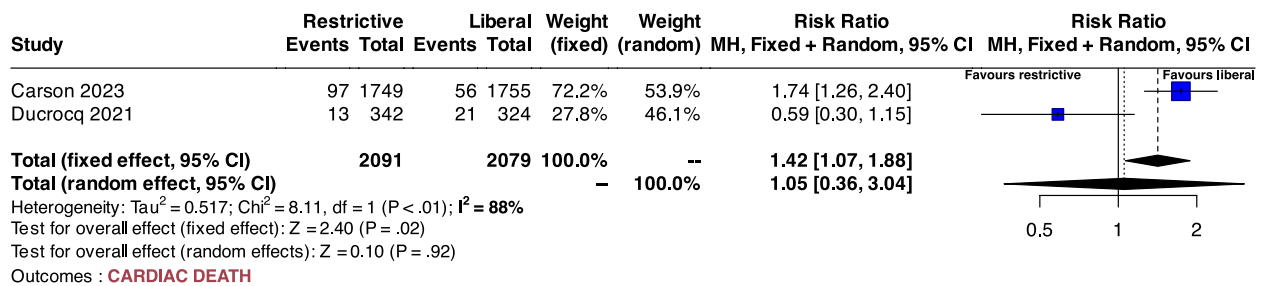 Restrictive Liberal Weight Weight Risk Ratio Risk Ratio
Study Events Total Events Total (fixed) (random) MH, Fixed + Random, 95% CI MH, Fixed + Random, 95% CI
Favours restrictive Favours liberal
Carson 2023 97 1749 56 1755 72.2% 53.9% 1.74 [1.26, 2.40]
Ducrocq 2021 13 342 21 324 27.8% 46.1% 0.59 [0.30, 1.15]
Total (fixed effect, 95% CI) 2091 2079 100.0% -- 1.42 [1.07, 1.88]
Total (random effect, 95% CI) – 100.0% 1.05 [0.36, 3.04]
Heterogeneity: Tau² = 0.517; Chi² = 8.11, df = 1 (P < .01); I² = 88%
Test for overall effect (fixed effect): Z = 2.40 (P = .02)
0.5 1 2
Test for overall effect (random effects): Z = 0.10 (P = .92)
Outcomes : CARDIAC DEATH